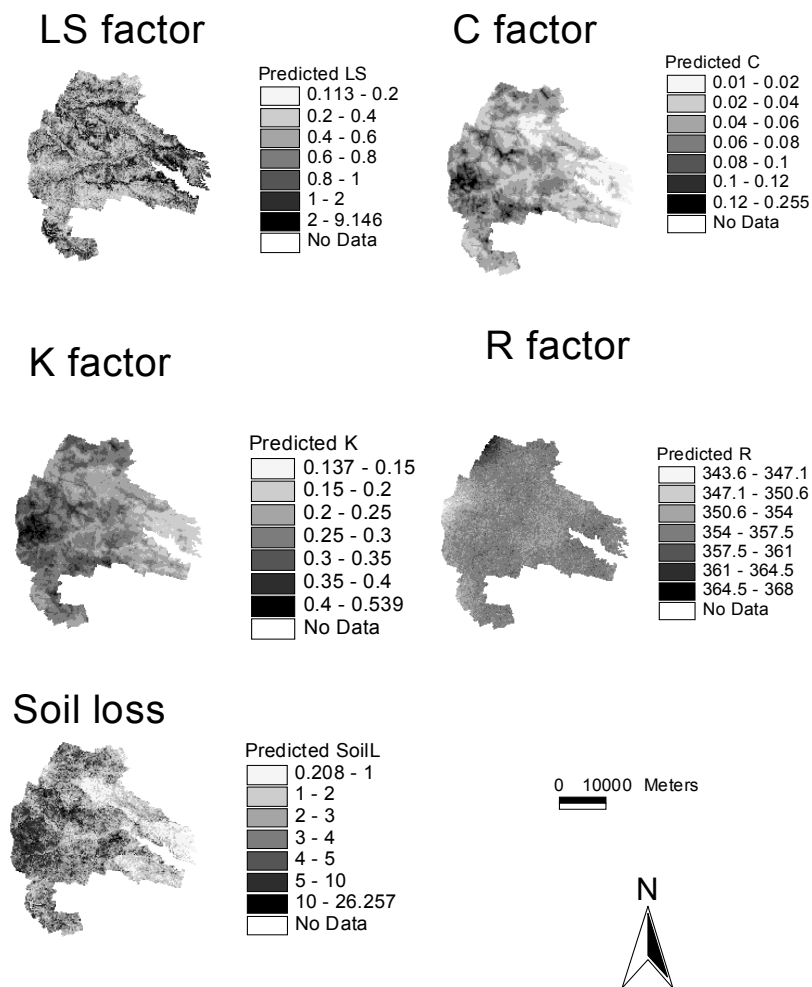 LS factor
Predicted LS
0.113 - 0.2
0.2 - 0.4
0.4 - 0.6
0.6 - 0.8
0.8 - 1
1 - 2
2 - 9.146
No Data
C factor
Predicted C
0.01 - 0.02
0.02 - 0.04
0.04 - 0.06
0.06 - 0.08
0.08 - 0.1
0.1 - 0.12
0.12 - 0.255
No Data
K factor
Predicted K
0.137 - 0.15
0.15 - 0.2
0.2 - 0.25
0.25 - 0.3
0.3 - 0.35
0.35 - 0.4
0.4 - 0.539
No Data
R factor
Predicted R
343.6 - 347.1
347.1 - 350.6
350.6 - 354
354 - 357.5
357.5 - 361
361 - 364.5
364.5 - 368
No Data
Soil loss
Predicted SoilL
0.208 - 1
1 - 2
2 - 3
3 - 4
4 - 5
5 - 10
10 - 26.257
No Data
0 10000 Meters
N